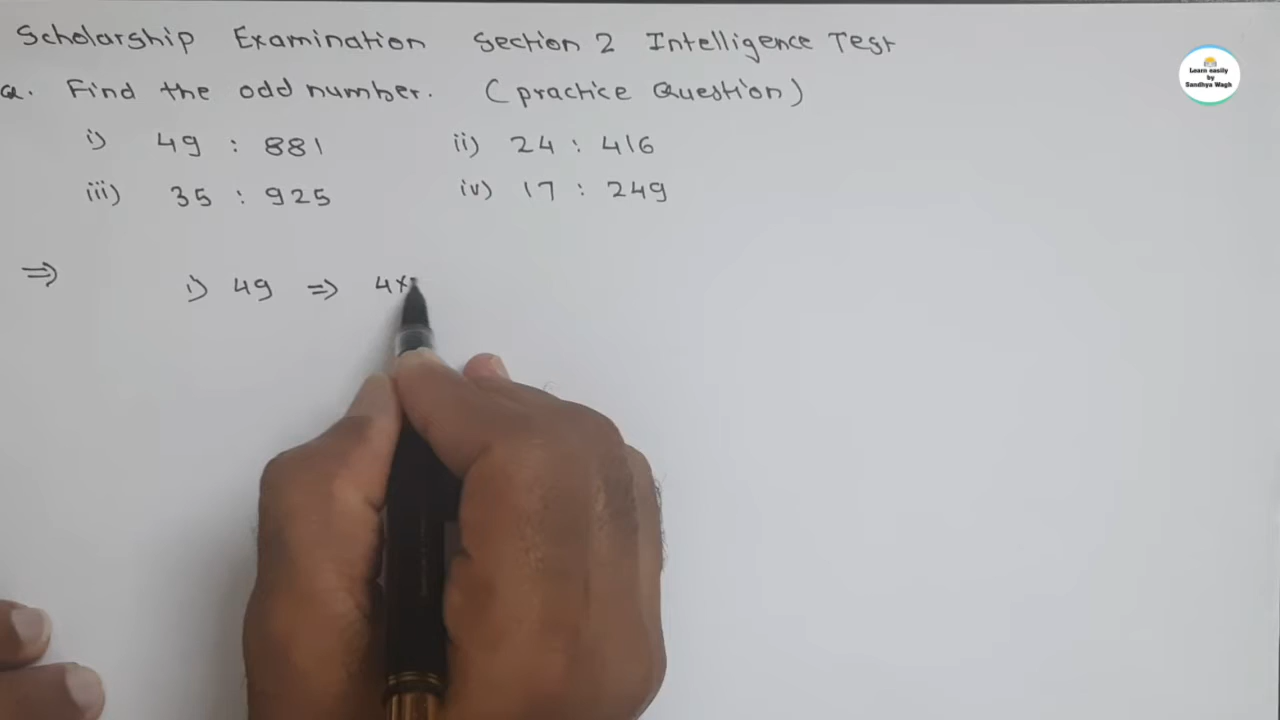 Scholarship Examination Section 2 Intelligence Test
Q. Find the odd number. (practice Question)
i) 49 : 881 ii) 24 : 416
iii) 35 : 925 iv) 17 : 249
⇒ i) 49 ⇒ 4×
Learn easily
by
Sandhya Wagh